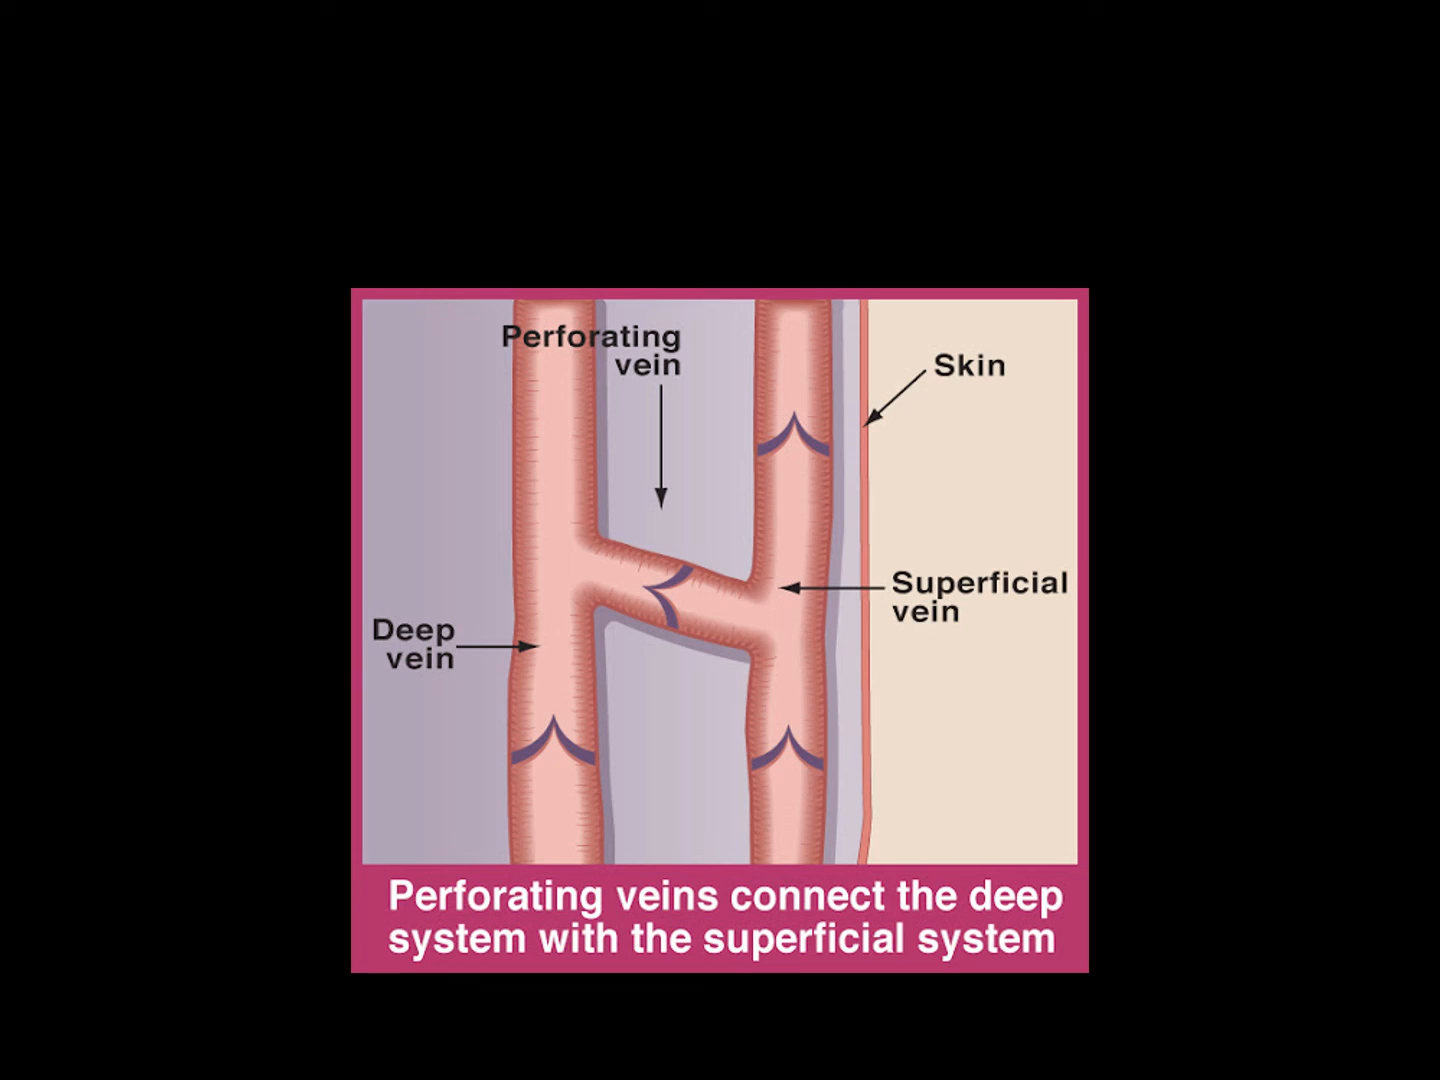 Perforating
vein
Skin
Superficial
vein
Deep
vein
Perforating veins connect the deep
system with the superficial system